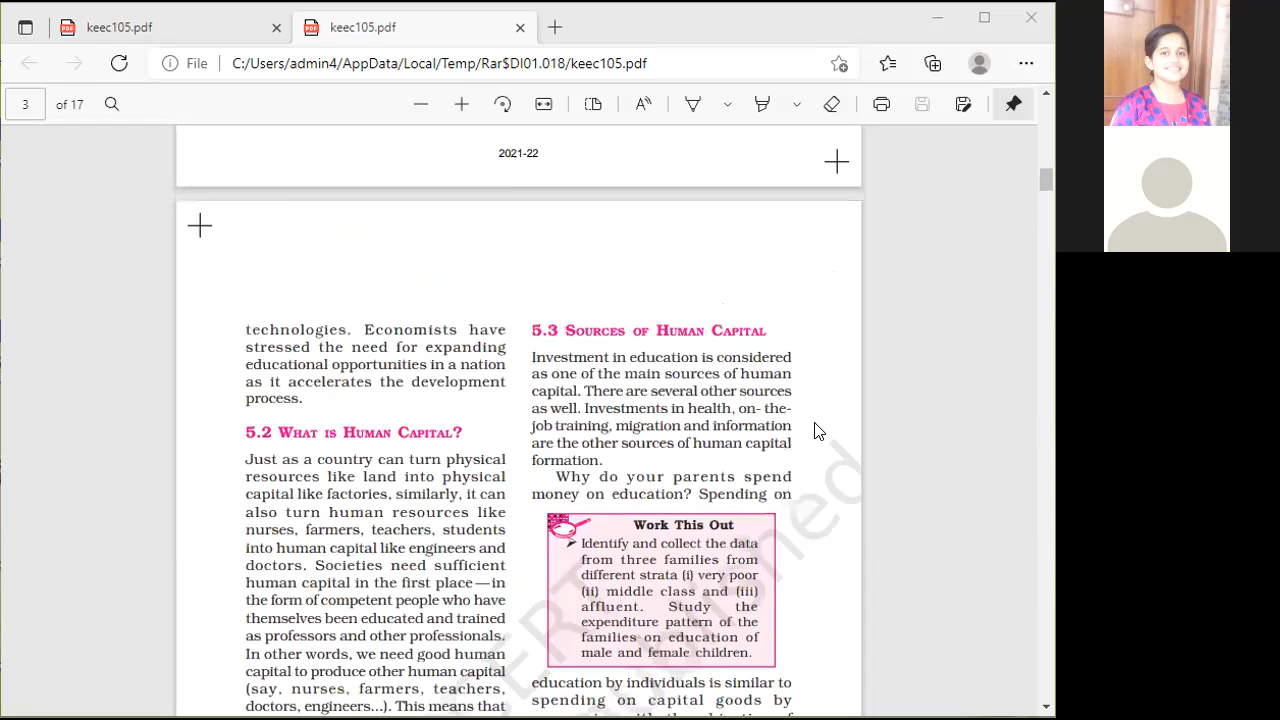 keec105.pdf
keec105.pdf
File
C:/Users/admin4/AppData/Local/Temp/Rar$DI01.018/keec105.pdf
3
of 17
2021-22
technologies. Economists have
stressed the need for expanding
educational opportunities in a nation
as it accelerates the development
process.
5.2 WHAT IS HUMAN CAPITAL?
Just as a country can turn physical
resources like land into physical
capital like factories, similarly, it can
also turn human resources like
nurses, farmers, teachers, students
into human capital like engineers and
doctors. Societies need sufficient
human capital in the first place—in
the form of competent people who have
themselves been educated and trained
as professors and other professionals.
In other words, we need good human
capital to produce other human capital
(say, nurses, farmers, teachers,
doctors, engineers...). This means that
5.3 SOURCES OF HUMAN CAPITAL
Investment in education is considered
as one of the main sources of human
capital. There are several other sources
as well. Investments in health, on- the-
job training, migration and information
are the other sources of human capital
formation.
Why do your parents spend
money on education? Spending on
Work This Out
Identify and collect the data
from three families from
different strata (i) very poor
(ii) middle class and (iii)
affluent. Study the
expenditure pattern of the
families on education of
male and female children.
education by individuals is similar to
spending on capital goods by